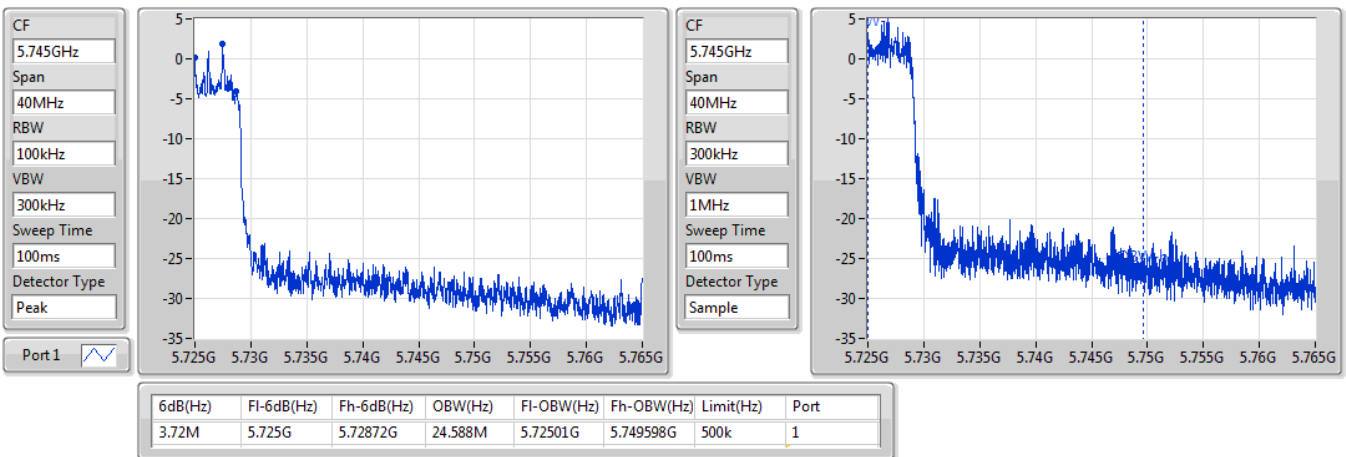 CF
5.745GHz
Span
40MHz
RBW
100kHz
VBW
300kHz
Sweep Time
100ms
Detector Type
Peak
Port 1
5
0
-5
-10
-15
-20
-25
-30
-35
5.725G 5.73G 5.735G 5.74G 5.745G 5.75G 5.755G 5.76G 5.765G
CF
5.745GHz
Span
40MHz
RBW
300kHz
VBW
1MHz
Sweep Time
100ms
Detector Type
Sample
5
0
-5
-10
-15
-20
-25
-30
-35
5.725G 5.73G 5.735G 5.74G 5.745G 5.75G 5.755G 5.76G 5.765G
6dB(Hz) Fl-6dB(Hz) Fh-6dB(Hz) OBW(Hz) Fl-OBW(Hz) Fh-OBW(Hz) Limit(Hz) Port
3.72M 5.725G 5.72872G 24.588M 5.72501G 5.749598G 500k 1